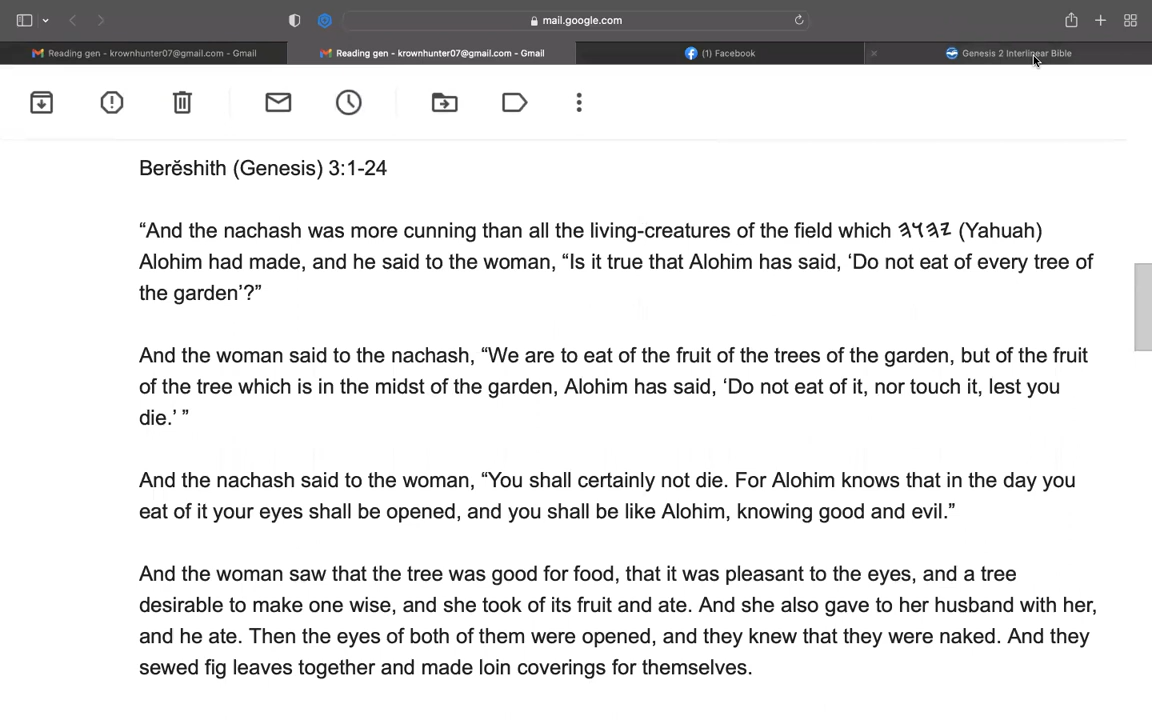 mail.google.com
Reading gen - krownhunter07@gmail.com - Gmail
Reading gen - krownhunter07@gmail.com - Gmail
(1) Facebook
Genesis 2 Interlinear Bible
Berĕshith (Genesis) 3:1-24
“And the nachash was more cunning than all the living-creatures of the field which 𐤄𐤅𐤄𐤉 (Yahuah)
Alohim had made, and he said to the woman, “Is it true that Alohim has said, ‘Do not eat of every tree of
the garden’?”
And the woman said to the nachash, “We are to eat of the fruit of the trees of the garden, but of the fruit
of the tree which is in the midst of the garden, Alohim has said, ‘Do not eat of it, nor touch it, lest you
die.’ ”
And the nachash said to the woman, “You shall certainly not die. For Alohim knows that in the day you
eat of it your eyes shall be opened, and you shall be like Alohim, knowing good and evil.”
And the woman saw that the tree was good for food, that it was pleasant to the eyes, and a tree
desirable to make one wise, and she took of its fruit and ate. And she also gave to her husband with her,
and he ate. Then the eyes of both of them were opened, and they knew that they were naked. And they
sewed fig leaves together and made loin coverings for themselves.